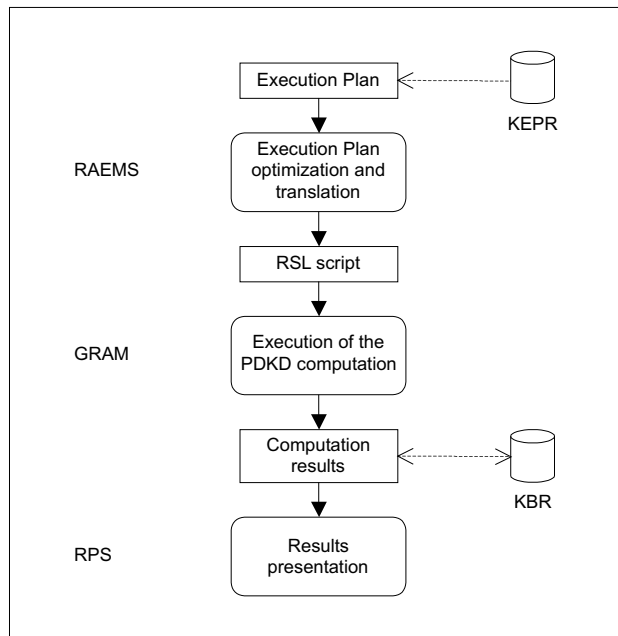 Execution Plan
KEPR
RAEMS
Execution Plan
optimization and
translation
RSL script
GRAM
Execution of the
PDKD computation
Computation
results
KBR
RPS
Results
presentation